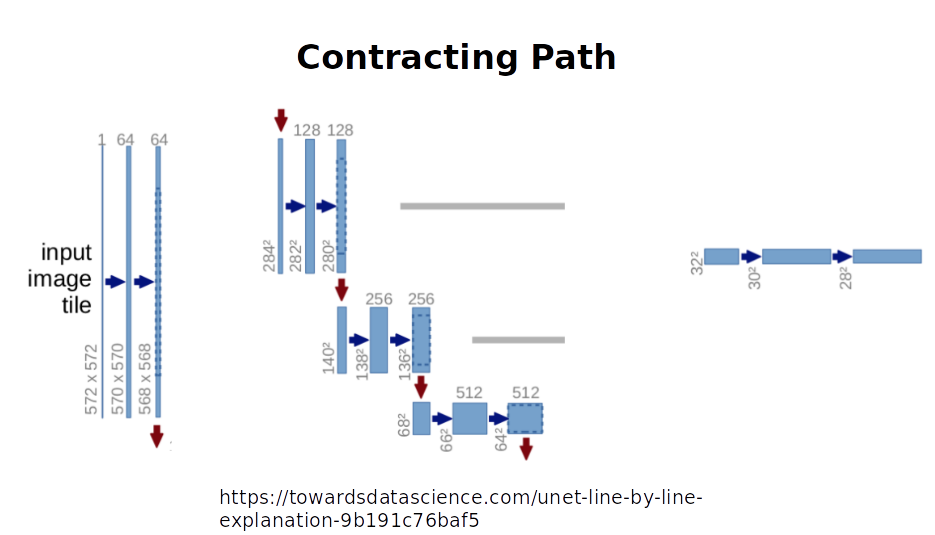 Contracting Path
1 64 64
input
image
tile
572 x 572
570 x 570
568 x 568
128 128
284²
282²
280²
256 256
140²
138²
136²
512 512
68²
66²
64²
32²
30²
28²
https://towardsdatascience.com/unet-line-by-line-
explanation-9b191c76baf5